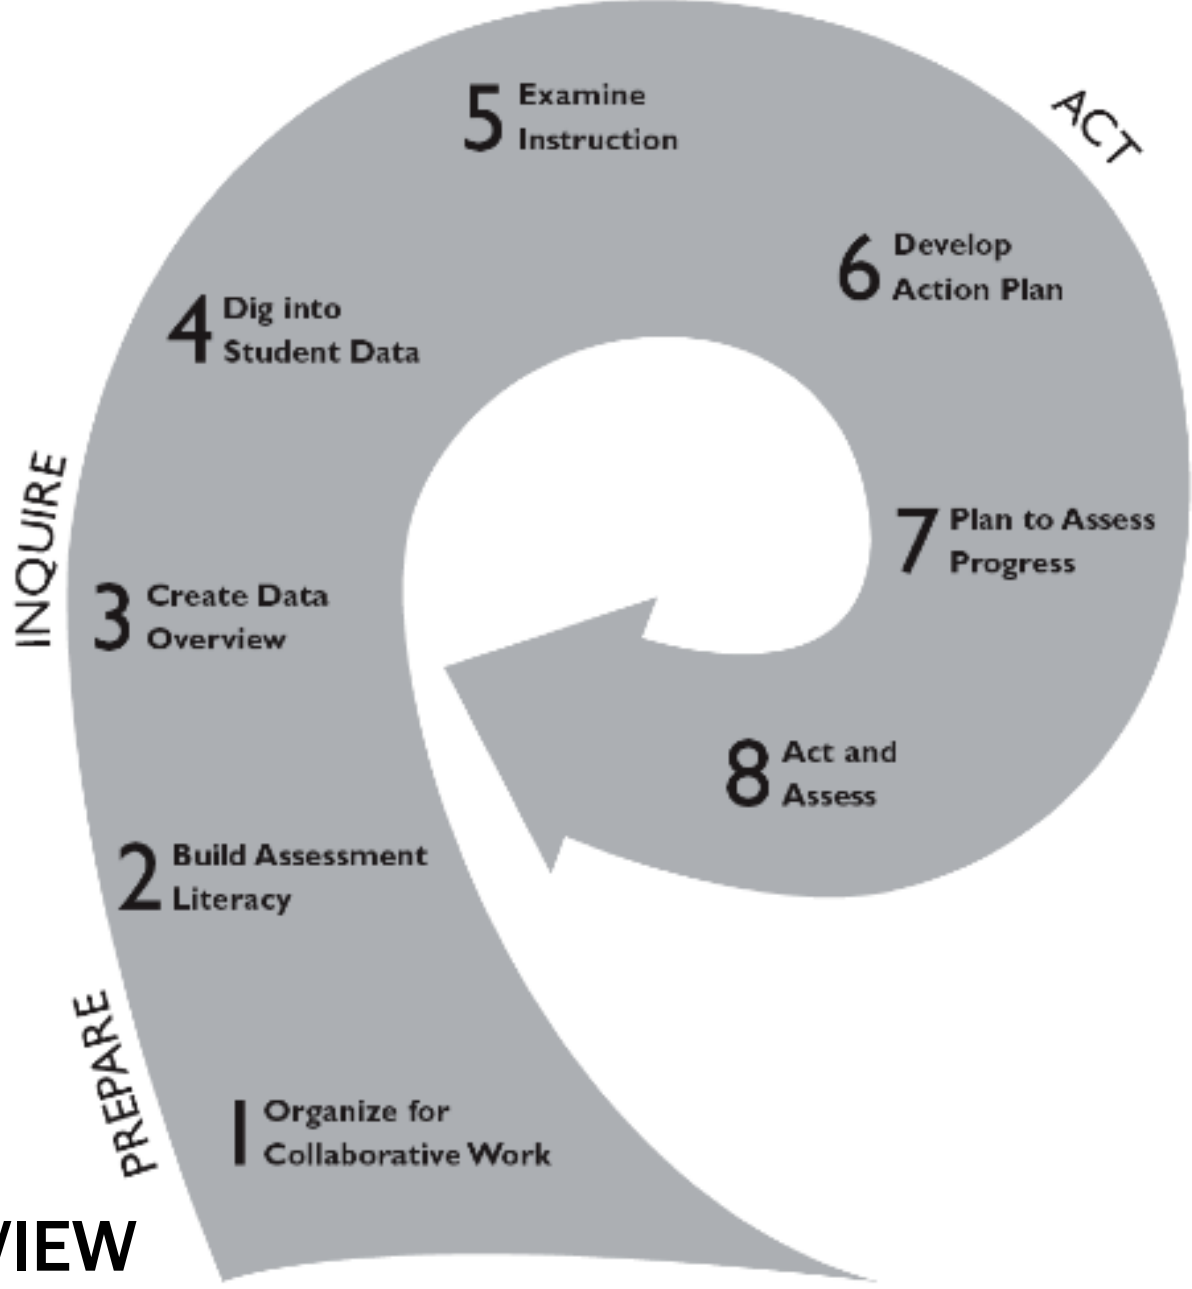 ACT
5 Examine
Instruction
6 Develop
Action Plan
4 Dig into
Student Data
INQUIRE
7 Plan to Assess
Progress
3 Create Data
Overview
8 Act and
Assess
2 Build Assessment
Literacy
PREPARE
1 Organize for
Collaborative Work
VIEW